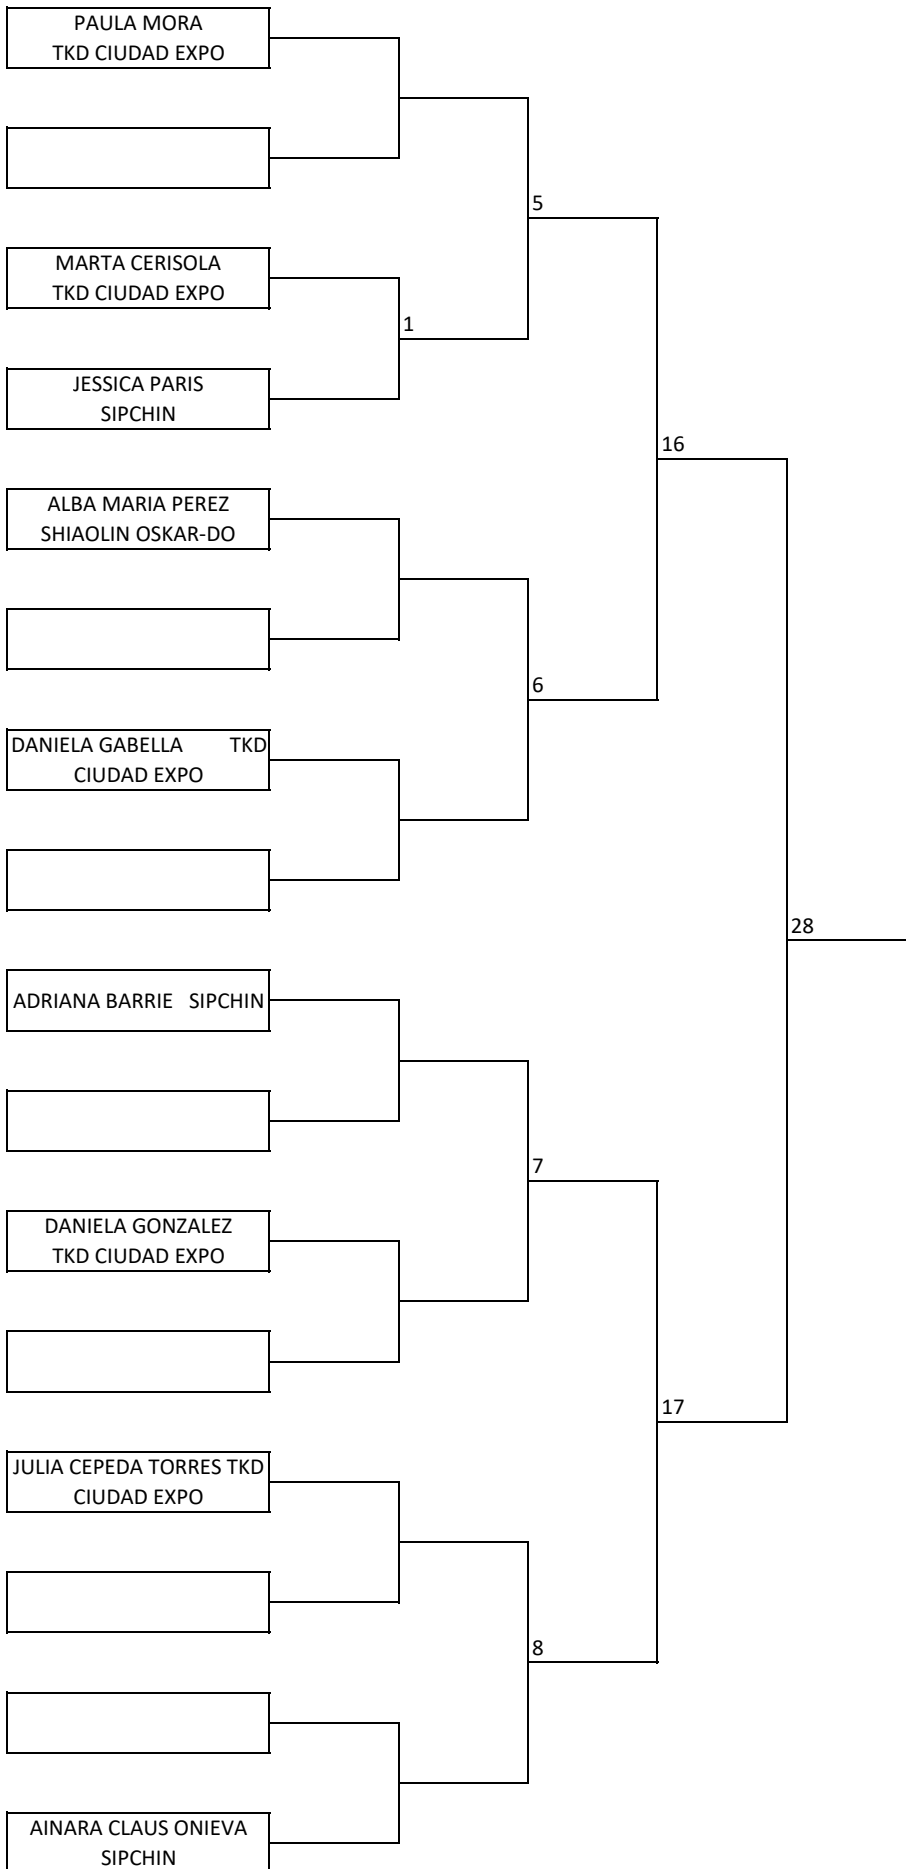 PAULA MORA
TKD CIUDAD EXPO
5
MARTA CERISOLA
TKD CIUDAD EXPO
1
JESSICA PARIS
SIPCHIN
16
ALBA MARIA PEREZ
SHIAOLIN OSKAR-DO
6
DANIELA GABELLA TKD
CIUDAD EXPO
28
ADRIANA BARRIE SIPCHIN
7
DANIELA GONZALEZ
TKD CIUDAD EXPO
17
JULIA CEPEDA TORRES TKD
CIUDAD EXPO
8
AINARA CLAUS ONIEVA
SIPCHIN